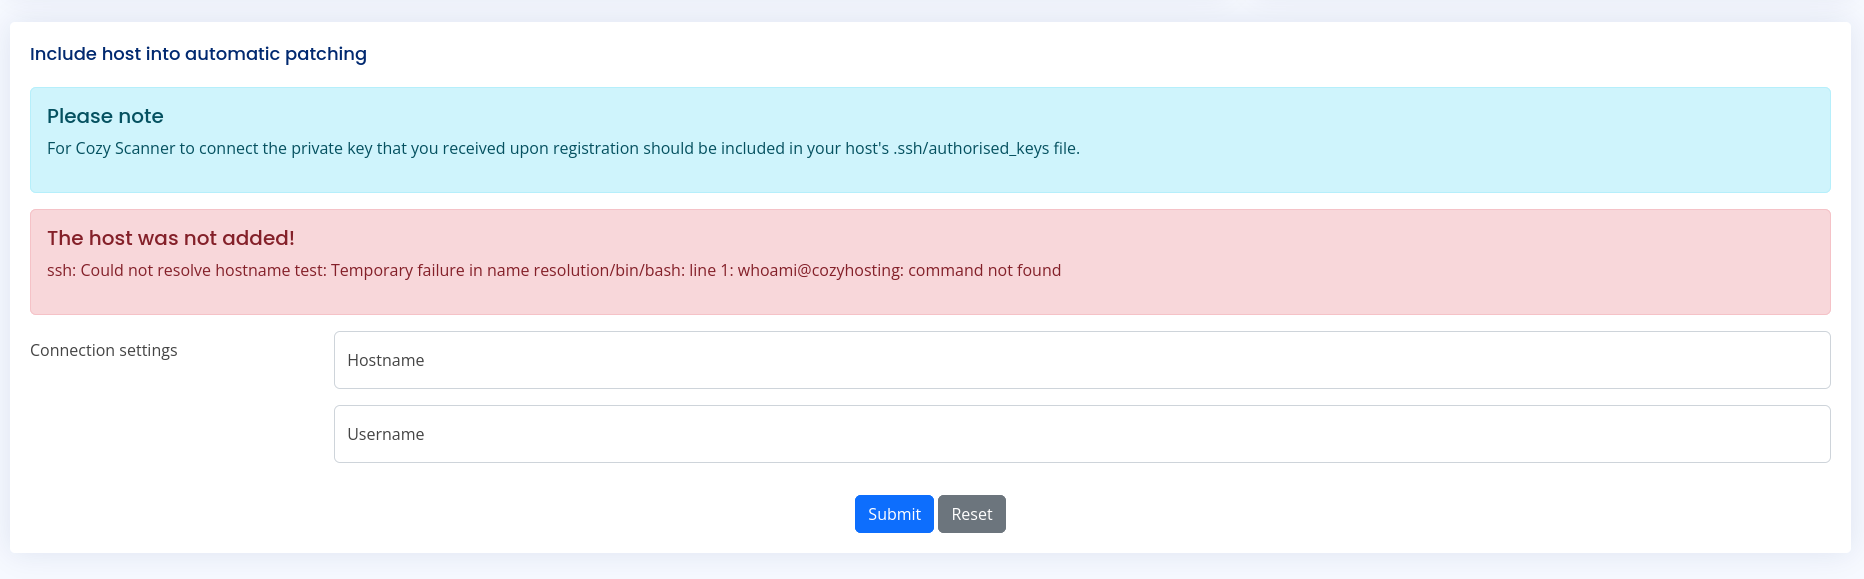 Include host into automatic patching
Please note
For Cozy Scanner to connect the private key that you received upon registration should be included in your host's .ssh/authorised_keys file.
The host was not added!
ssh: Could not resolve hostname test: Temporary failure in name resolution/bin/bash: line 1: whoami@cozyhosting: command not found
Connection settings
Hostname
Username
Submit Reset